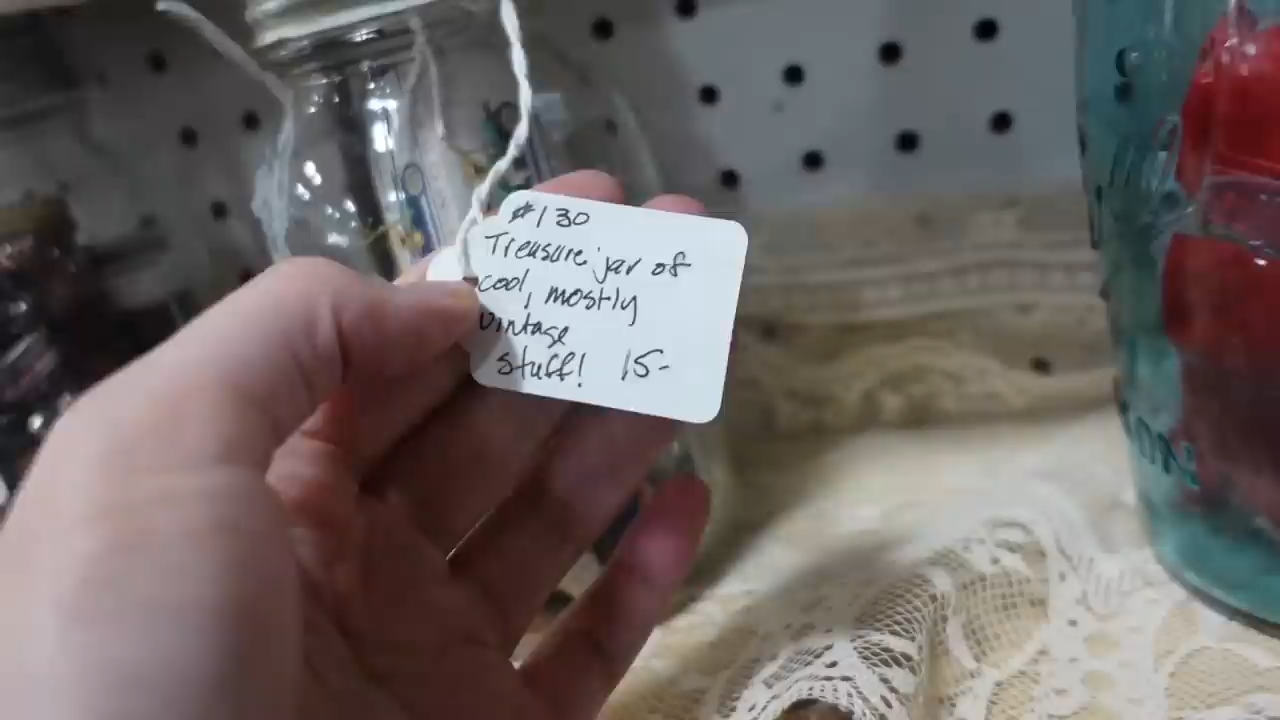 #130
Treasure jar of
cool, mostly
vintage
stuff! 15-